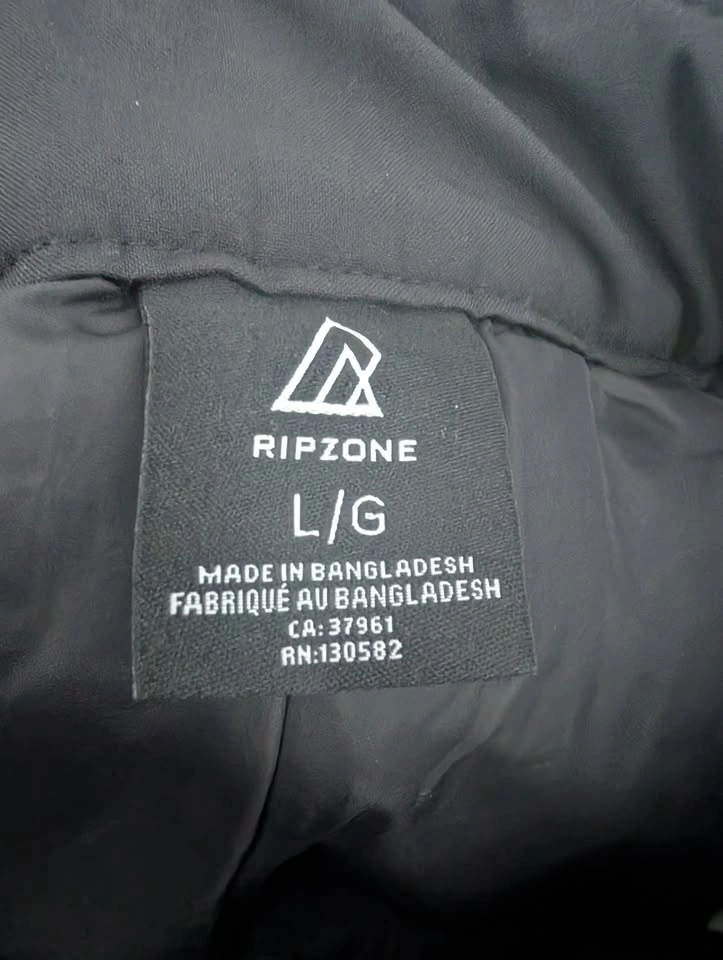 RIPZONE
L/G
MADE IN BANGLADESH
FABRIQUÉ AU BANGLADESH
CA: 37961
RN:130582